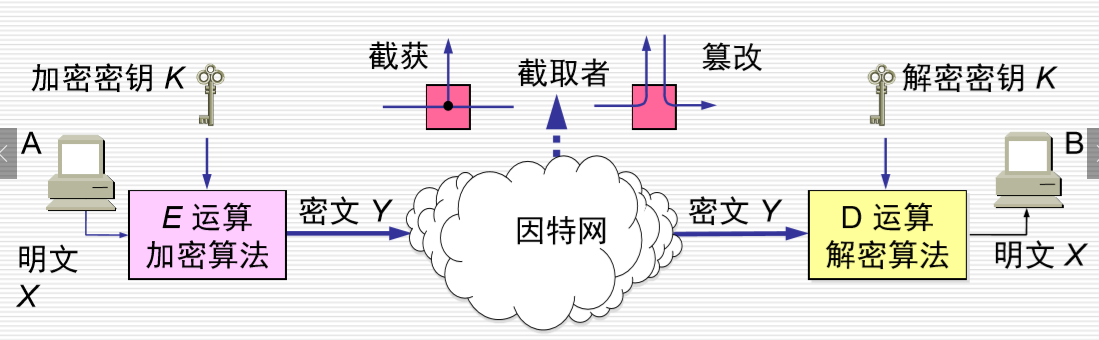 截获
截取者
篡改
加密密钥 K
解密密钥 K
A
B
E 运算
加密算法
密文 Y
因特网
密文 Y
D 运算
解密算法
明文
X
明文 X